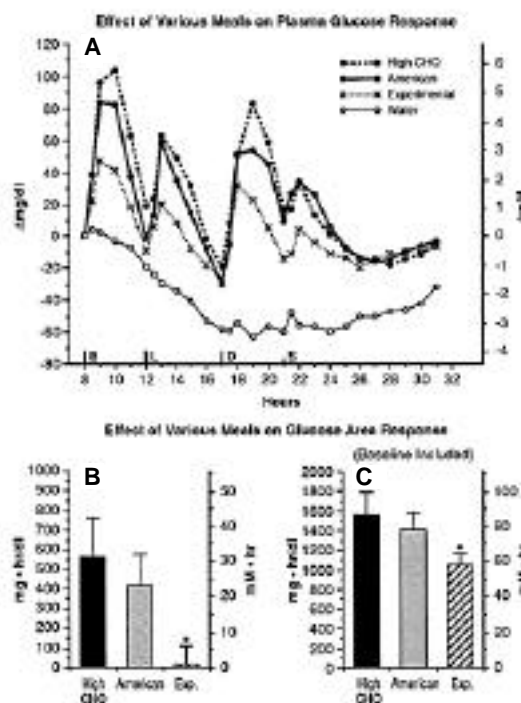 Effect of Various Meals on Plasma Glucose Response
A
Δmg/dl
120
100
80
60
40
20
0
-20
-40
-60
-80
6
5
4
3
2
1
0
-1
-2
-3
-4
High CHO
American
Experimental
Water
B
L
D
S
8 10 12 14 16 18 20 22 24 26 28 30 32
Hours
Effect of Various Meals on Glucose Area Response
B
mg • hr/dl
1000
900
800
700
600
500
400
300
200
100
0
50
40
30
20
10
0
mM • hr
High American Exp.
CHO
*
(Baseline Included)
C
mg • hr/dl
2000
1800
1600
1400
1200
1000
800
600
400
200
0
100
80
60
40
20
0
mM • hr
High American Exp.
CHO
*